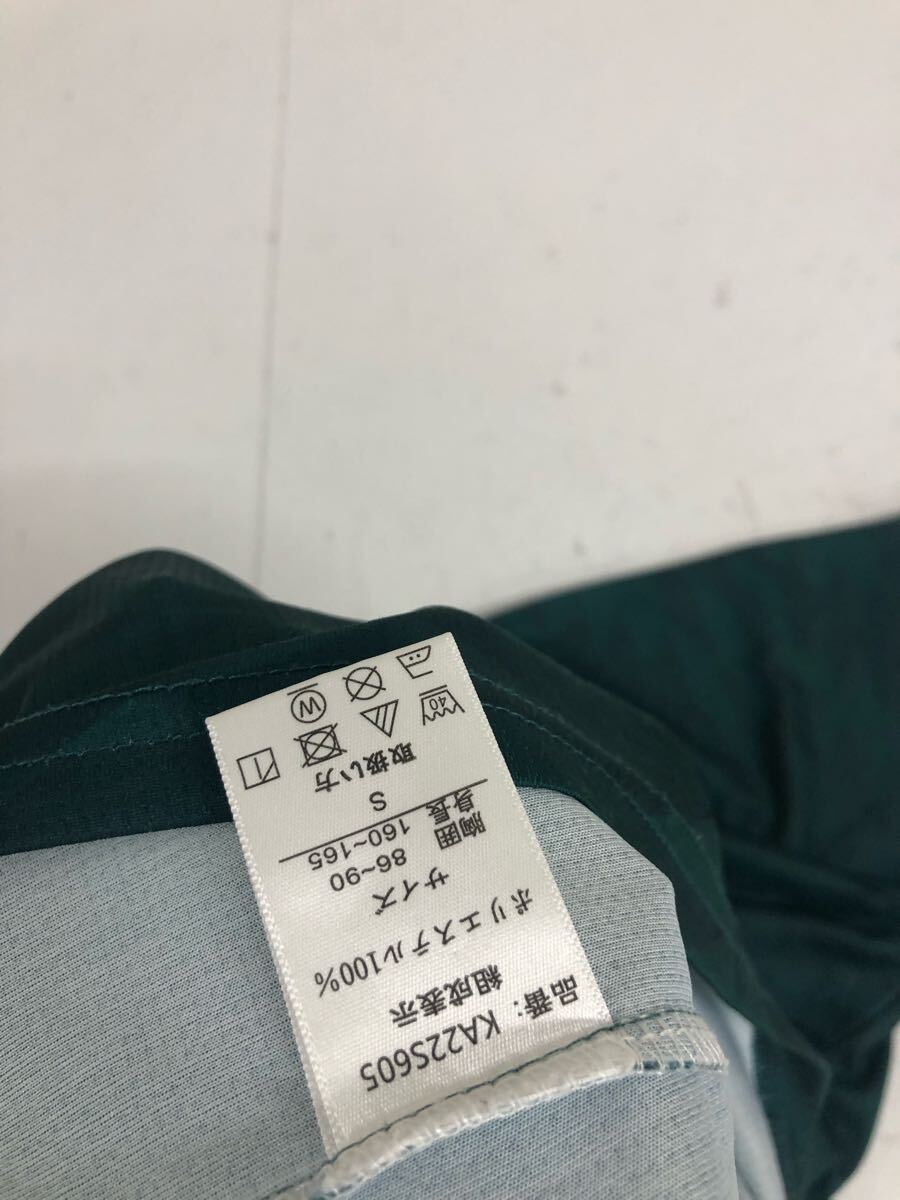 品番: KA22S605
組成表示
ポリエステル100%
サイズ
胸囲 86~90
身長 160~165
S
取扱い方
40
W